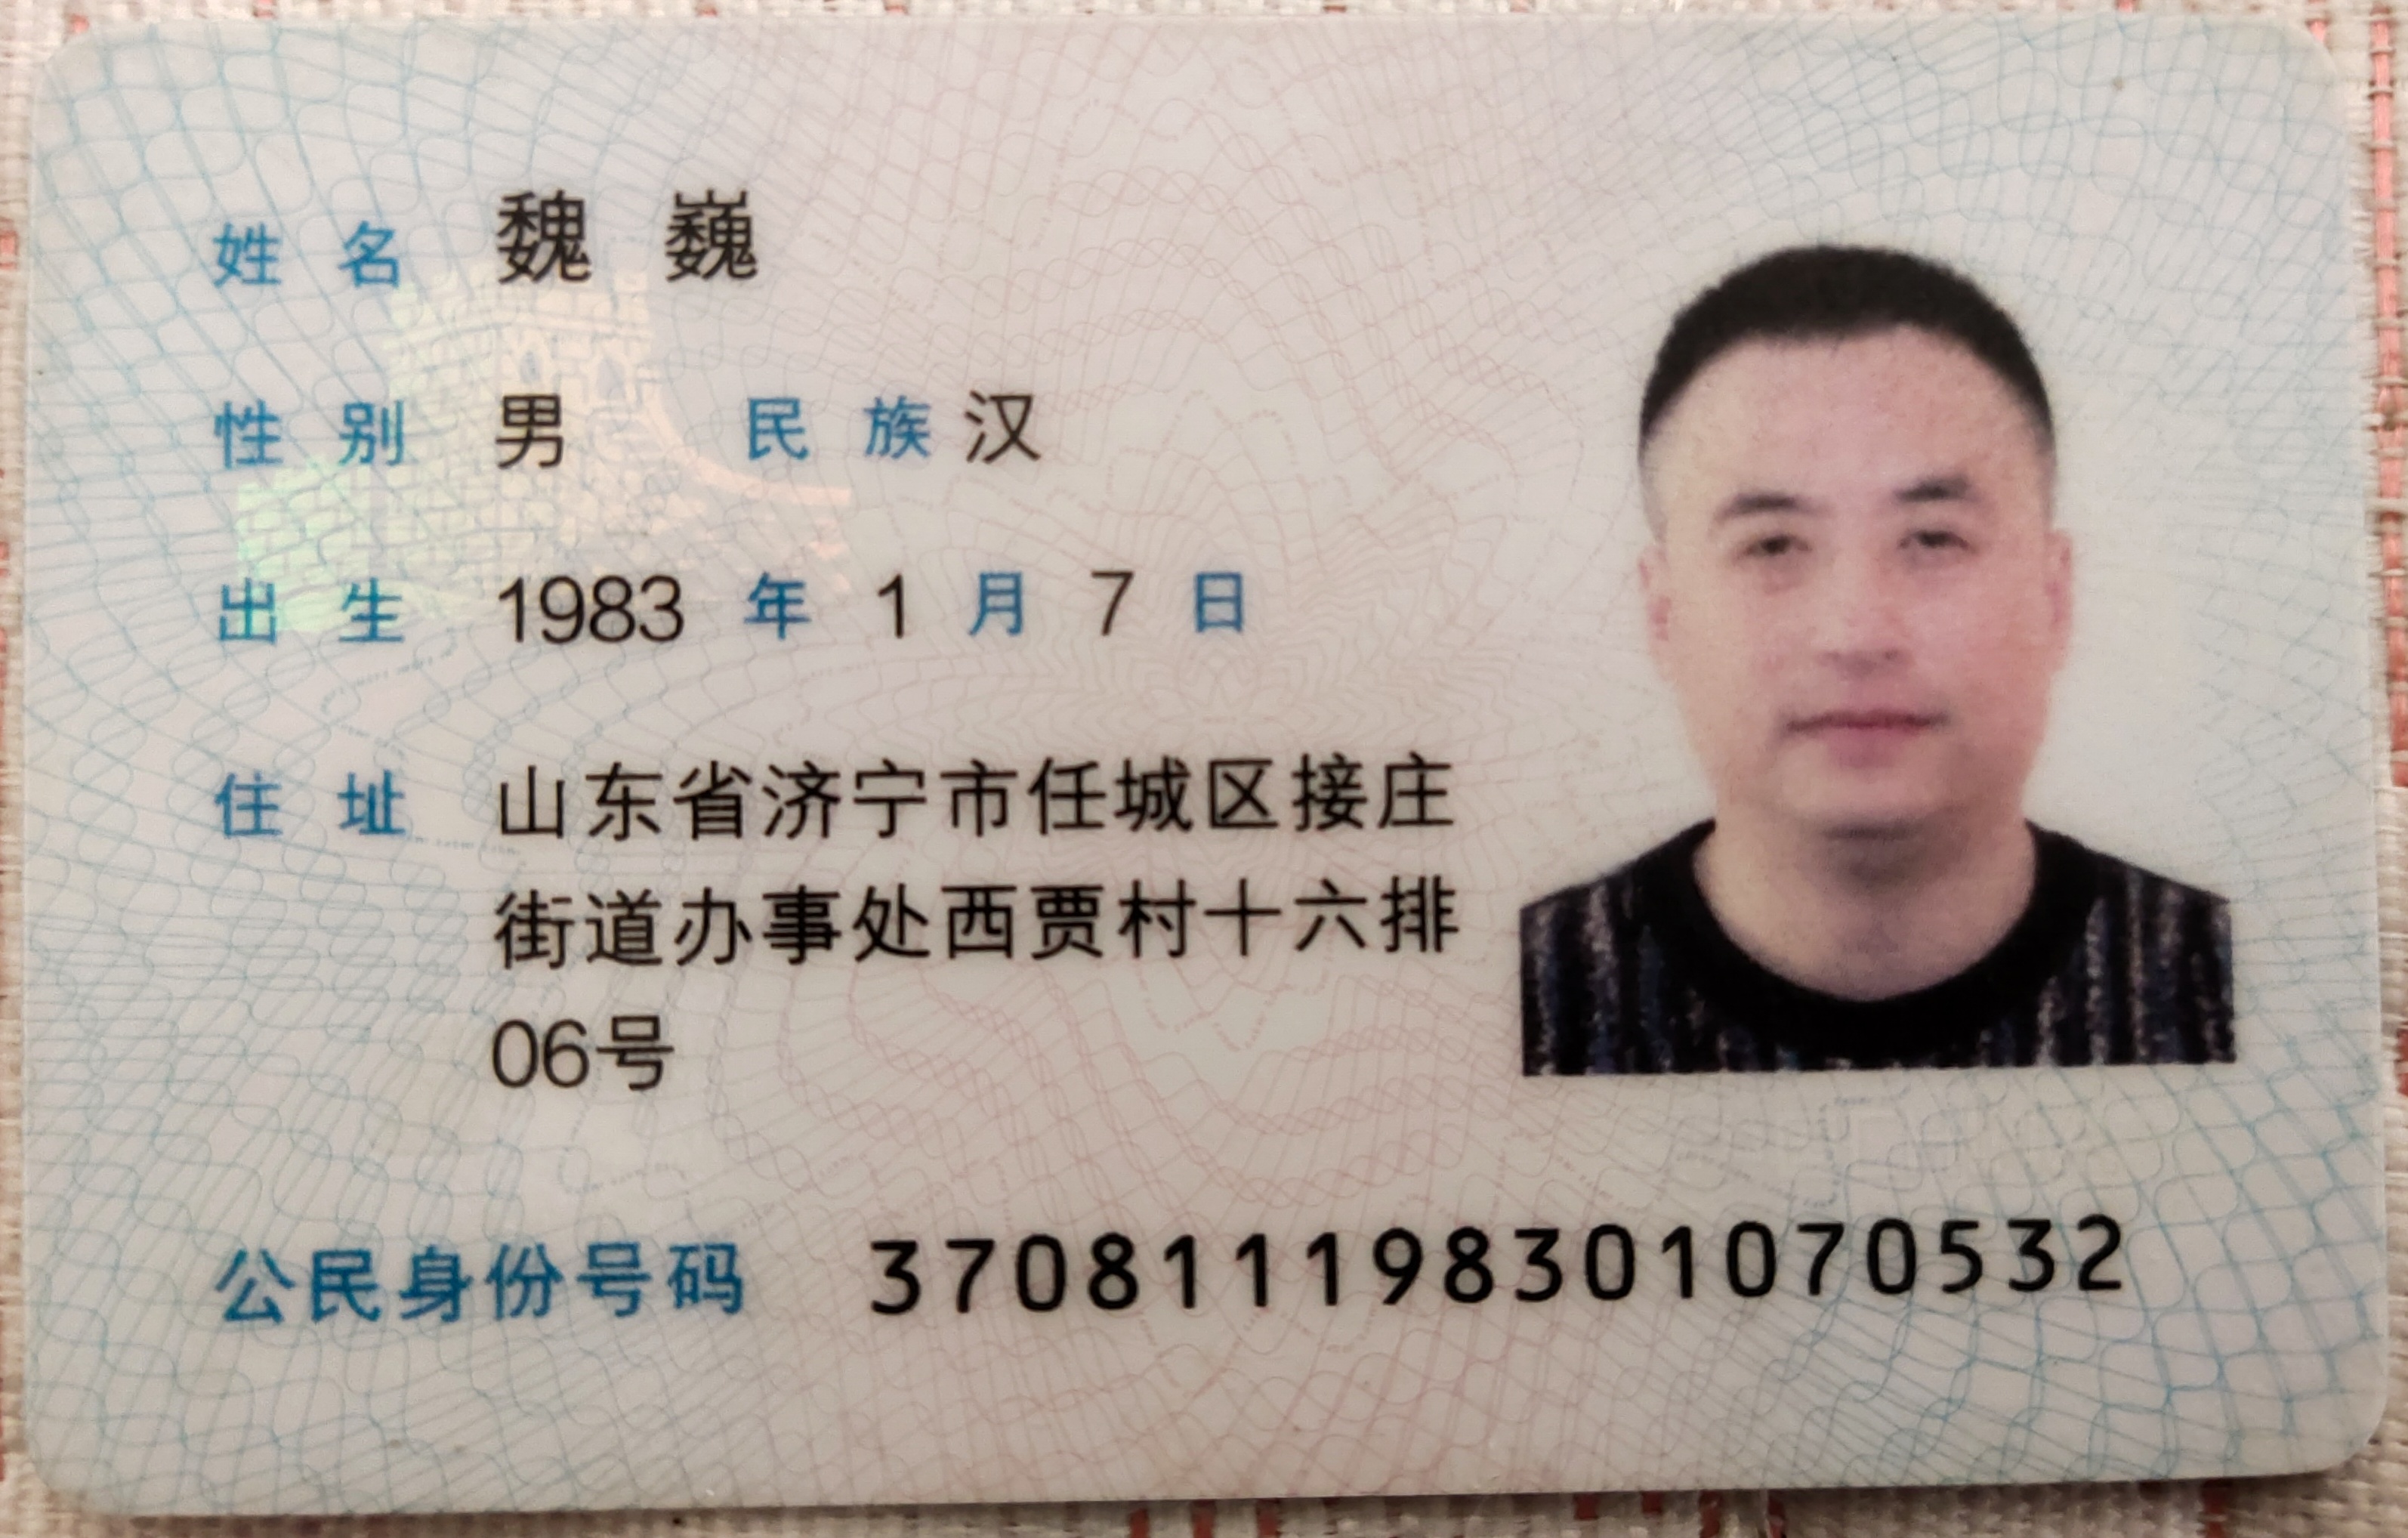 姓名 魏巍
性别 男 民族 汉
出生 1983 年 1 月 7 日
住址 山东省济宁市任城区接庄
街道办事处西贾村十六排
06号
公民身份号码 370811198301070532